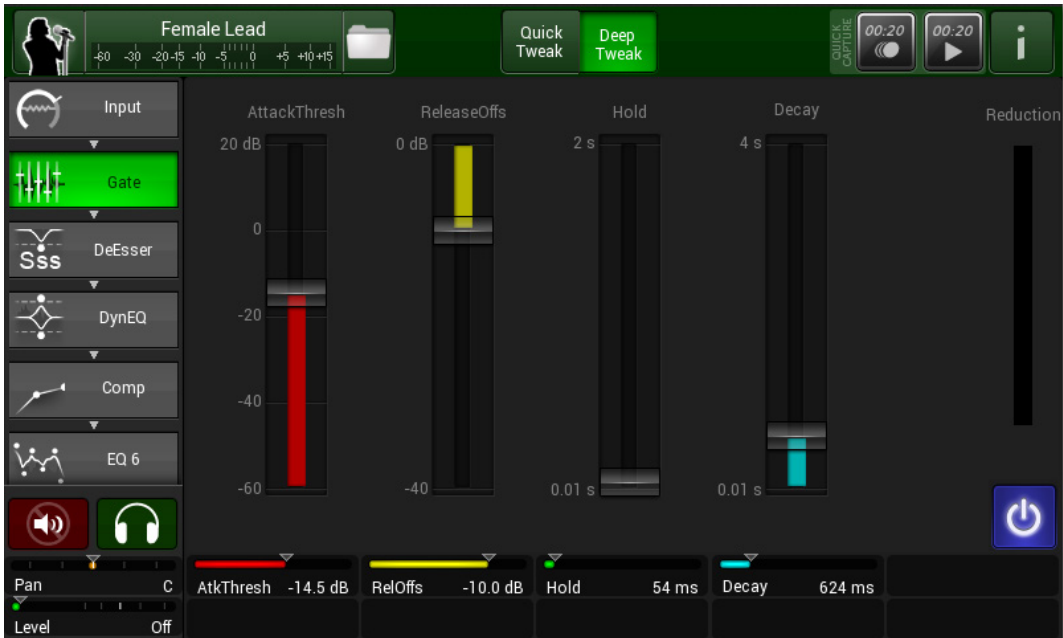 Female Lead
-60 -30 -20 -15 -10 -5 0 +5 +10 +15
Quick
Tweak
Deep
Tweak
QUICK
CAPTURE
00:20
00:20
i
Input
Gate
Sss
DeEsser
DynEQ
Comp
EQ 6
AttackThresh
20 dB
0
-20
-40
-60
ReleaseOffs
0 dB
-40
Hold
2 s
0.01 s
Decay
4 s
0.01 s
Reduction
Pan C
Level Off
AtkThresh -14.5 dB
RelOffs -10.0 dB
Hold 54 ms
Decay 624 ms